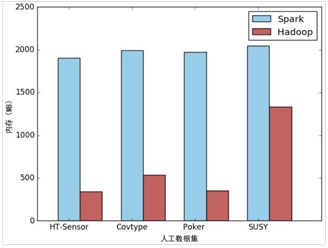 2500
2000
1500
1000
500
0
内存（MB）
Spark
Hadoop
HT-Sensor Covtype Poker SUSY
人工数据集